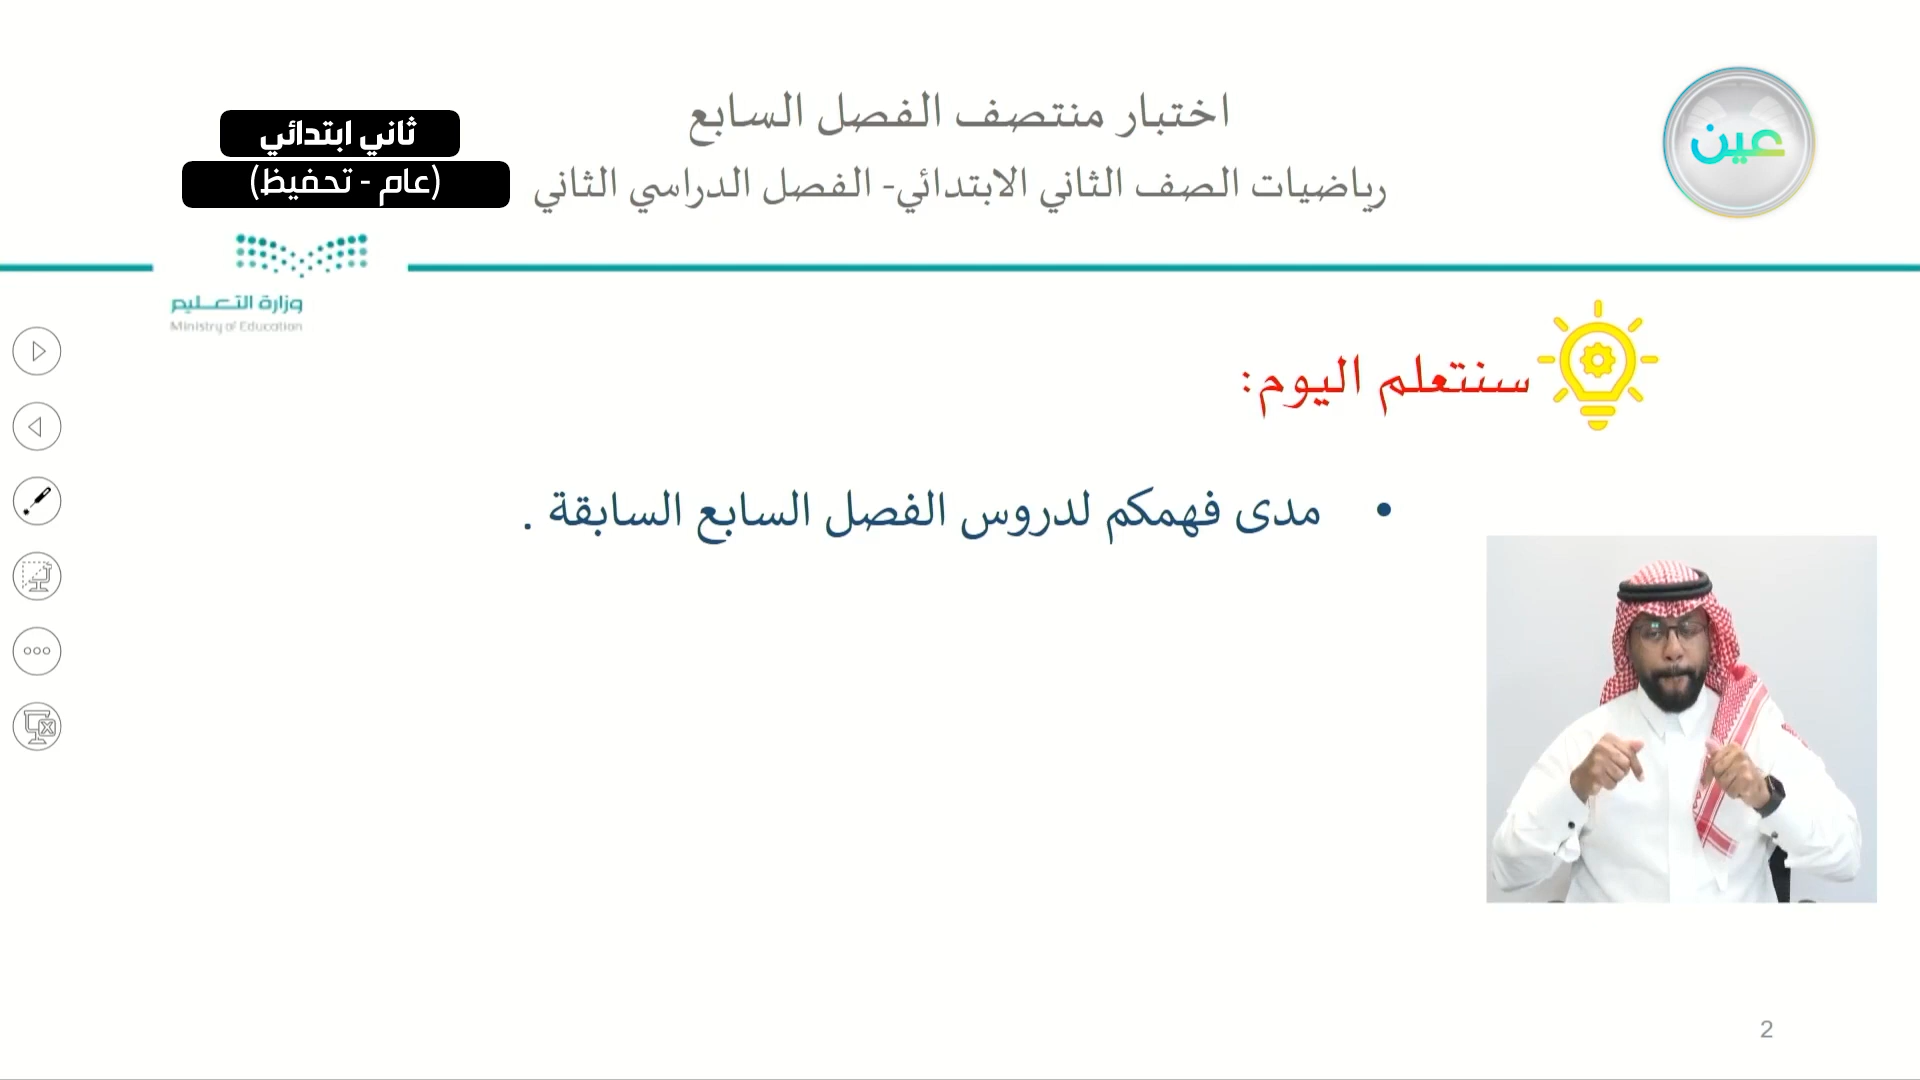 اختبار منتصف الفصل السابع
رياضيات الصف الثاني الابتدائي- الفصل الدراسي الثاني
عين
ثاني ابتدائي
(عام - تحفيظ)
وزارة التعليم
Ministry of Education
سنتعلم اليوم:
• مدى فهمكم لدروس الفصل السابع السابقة .
2